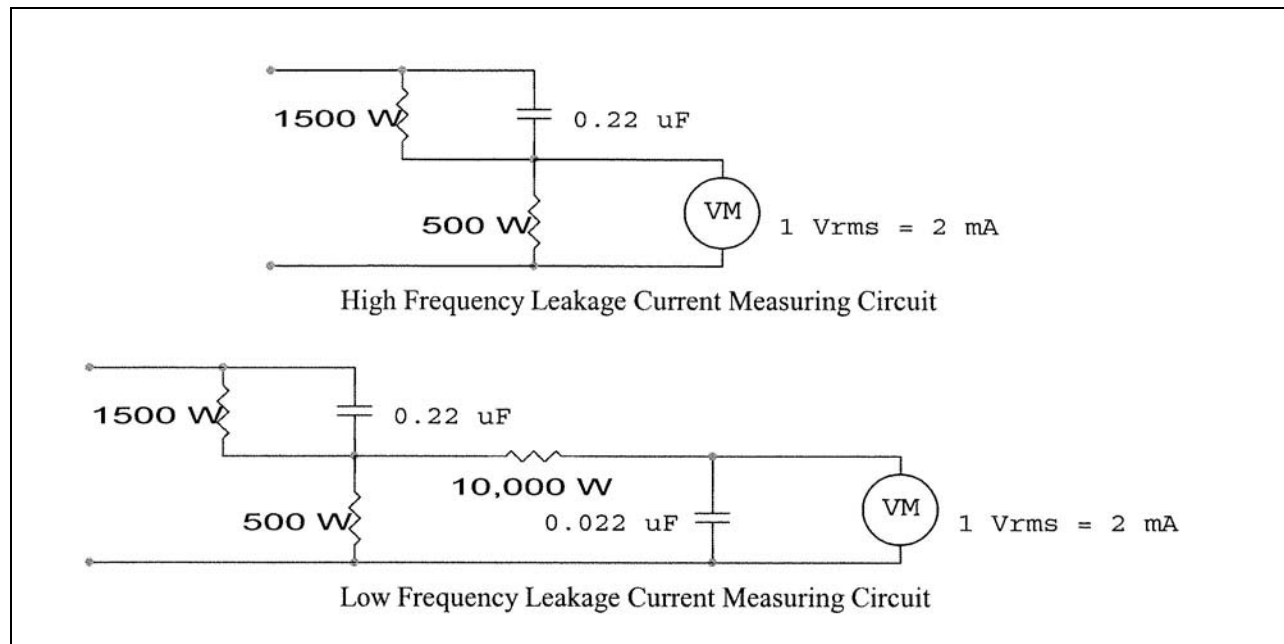 1500 W
0.22 uF
500 W
VM
1 Vrms = 2 mA
High Frequency Leakage Current Measuring Circuit
1500 W
0.22 uF
10,000 W
500 W
0.022 uF
VM
1 Vrms = 2 mA
Low Frequency Leakage Current Measuring Circuit